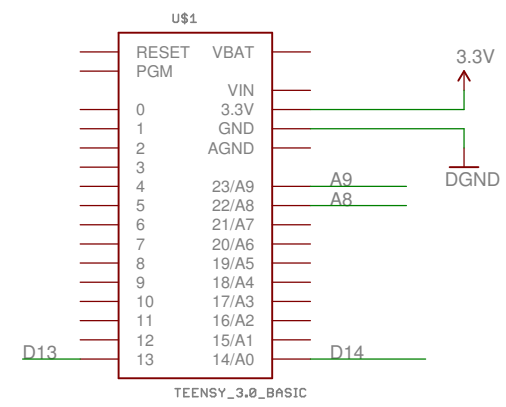 U$1
RESET VBAT
PGM
3.3V
VIN
0 3.3V
1 GND
2 AGND
3
DGND
4 23/A9 A9
5 22/A8 A8
6 21/A7
7 20/A6
8 19/A5
9 18/A4
10 17/A3
11 16/A2
12 15/A1
D13 13 14/A0 D14
TEENSY_3.0_BASIC